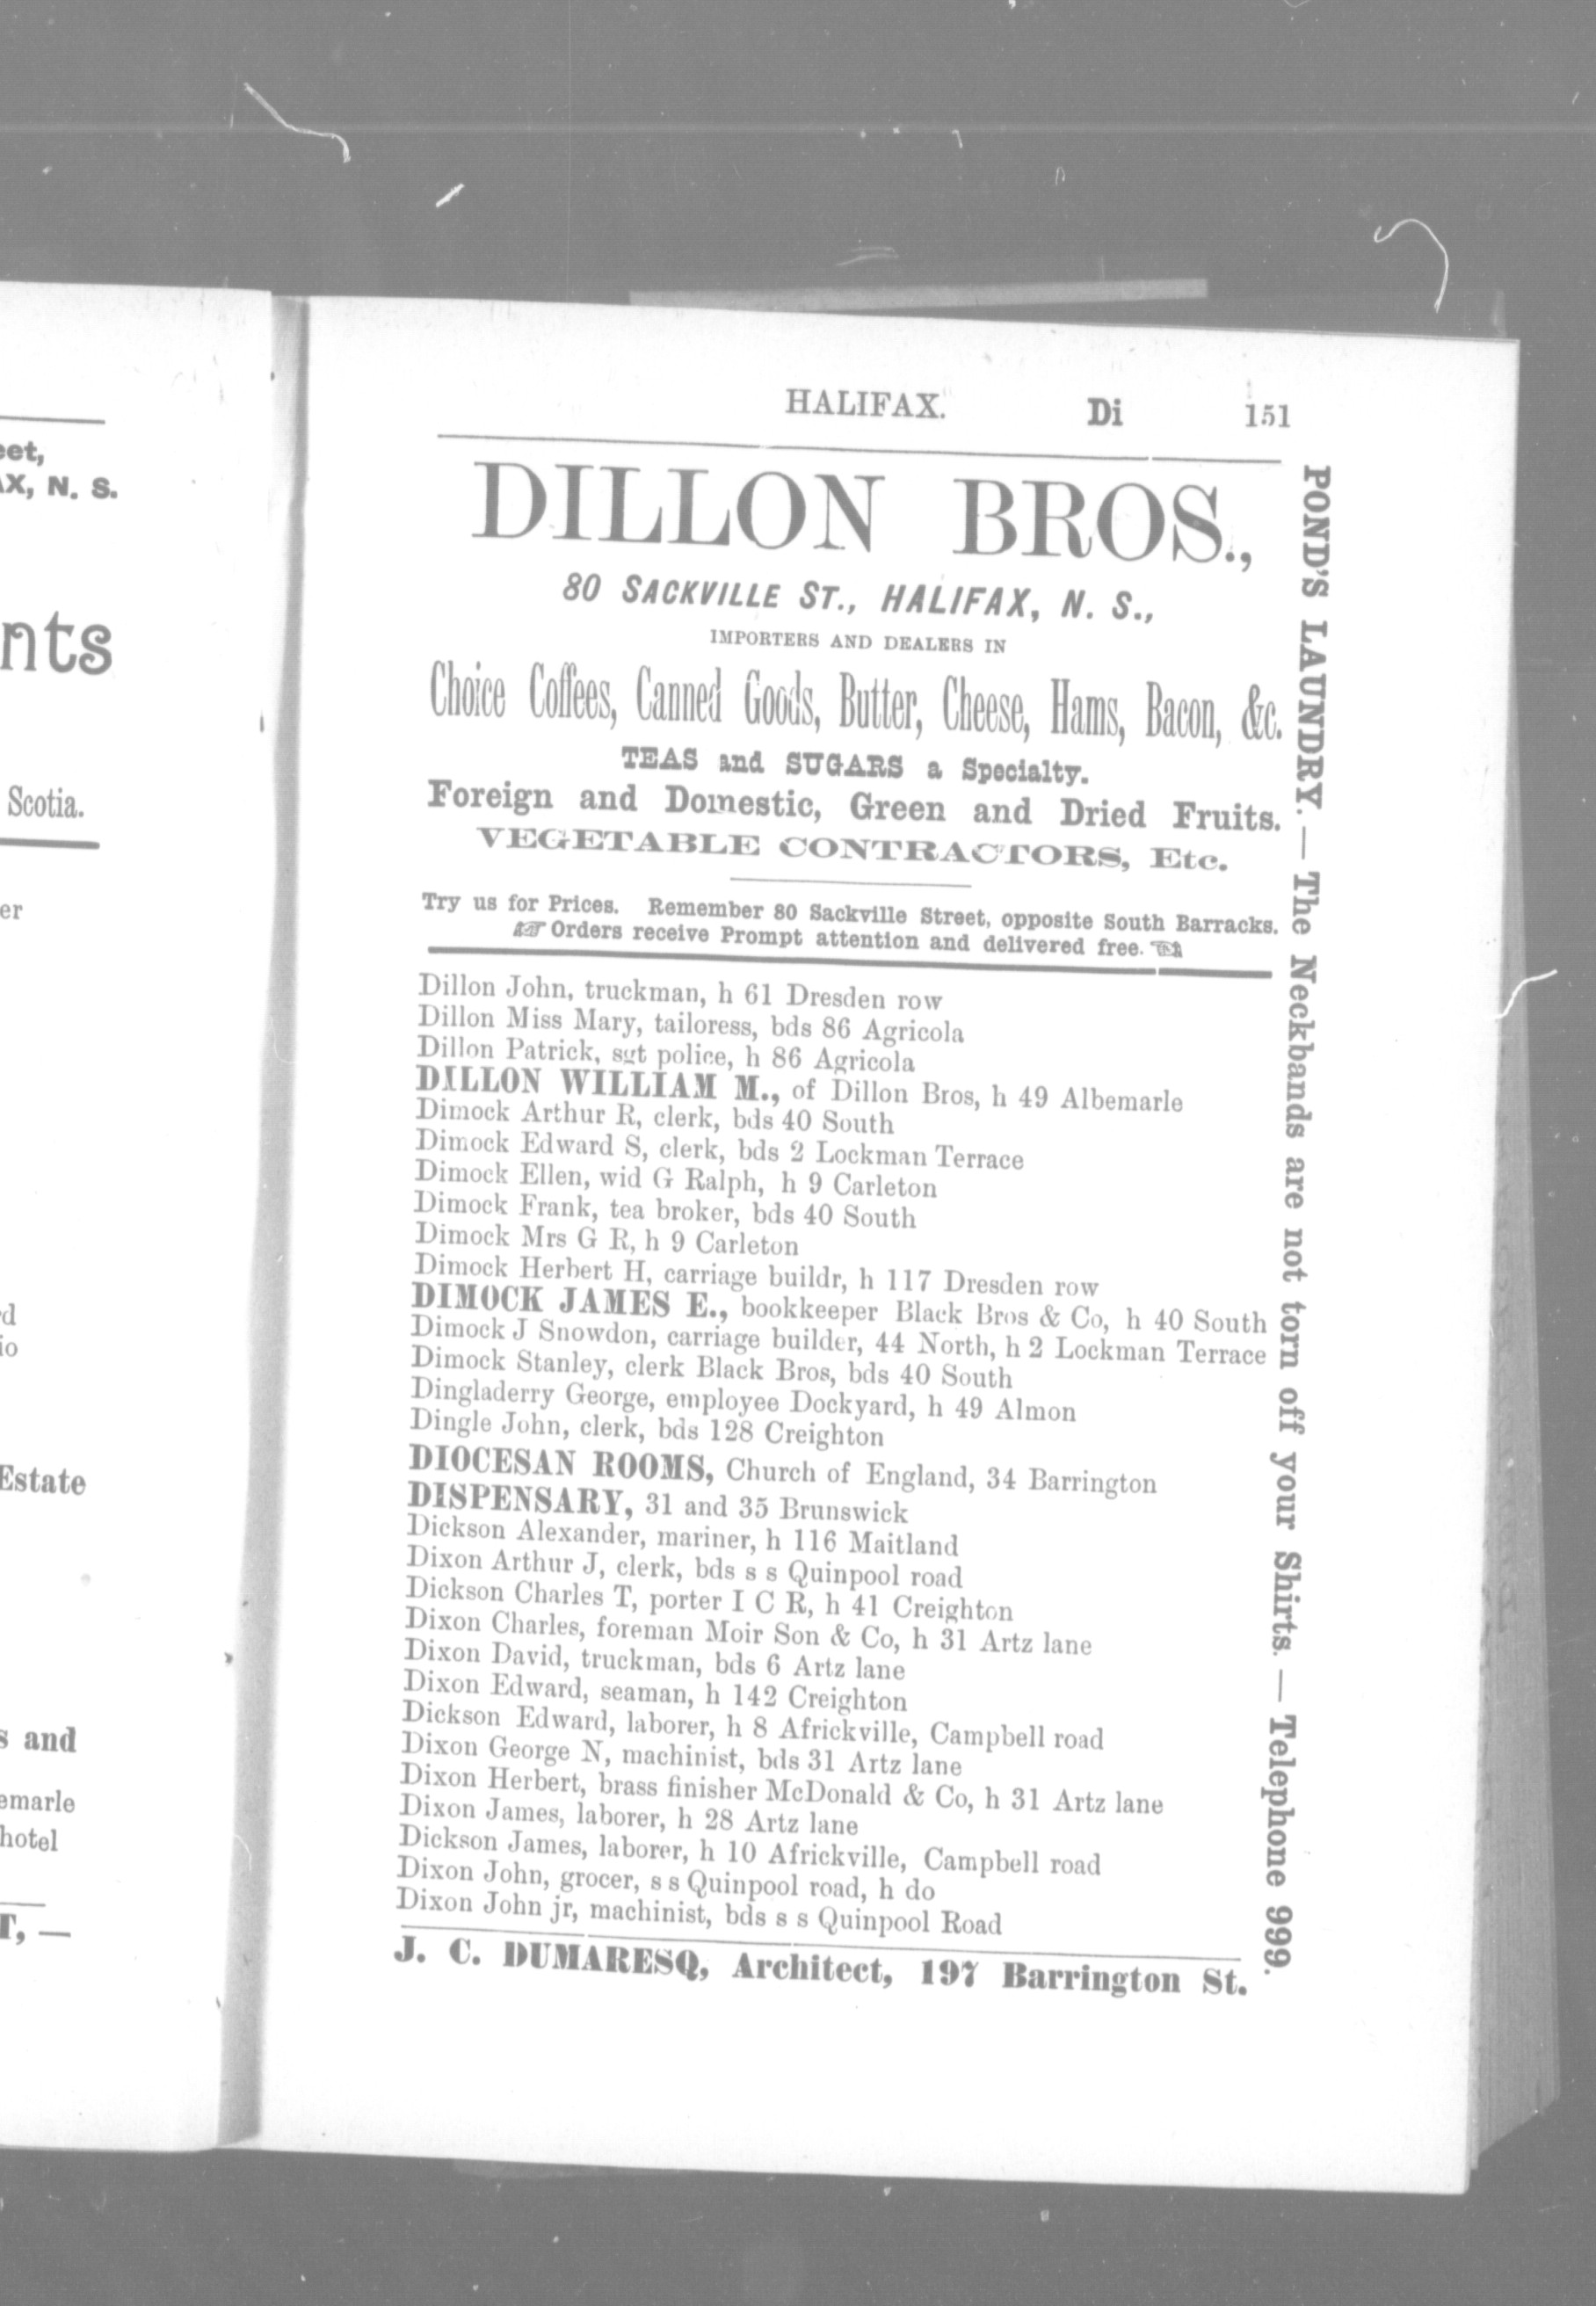 eet,
AX, N. S.
nts
Scotia.
er
Estate
s and
emarle
hotel
T, —
HALIFAX. Di 151
DILLON BROS.,
80 SACKVILLE ST., HALIFAX, N. S.,
IMPORTERS AND DEALERS IN
Choice Coffees, Canned Goods, Butter, Cheese, Hams, Bacon, &c.
TEAS and SUGARS a Specialty.
Foreign and Domestic, Green and Dried Fruits.
VEGETABLE CONTRACTORS, Etc.
Try us for Prices. Remember 80 Sackville Street, opposite South Barracks.
☞ Orders receive Prompt attention and delivered free. ☜
Dillon John, truckman, h 61 Dresden row
Dillon Miss Mary, tailoress, bds 86 Agricola
Dillon Patrick, sgt police, h 86 Agricola
DILLON WILLIAM M., of Dillon Bros, h 49 Albemarle
Dimock Arthur R, clerk, bds 40 South
Dimock Edward S, clerk, bds 2 Lockman Terrace
Dimock Ellen, wid G Ralph, h 9 Carleton
Dimock Frank, tea broker, bds 40 South
Dimock Mrs G R, h 9 Carleton
Dimock Herbert H, carriage buildr, h 117 Dresden row
DIMOCK JAMES E., bookkeeper Black Bros & Co, h 40 South
Dimock J Snowdon, carriage builder, 44 North, h 2 Lockman Terrace
Dimock Stanley, clerk Black Bros, bds 40 South
Dingladerry George, employee Dockyard, h 49 Almon
Dingle John, clerk, bds 128 Creighton
DIOCESAN ROOMS, Church of England, 34 Barrington
DISPENSARY, 31 and 35 Brunswick
Dickson Alexander, mariner, h 116 Maitland
Dixon Arthur J, clerk, bds s s Quinpool road
Dickson Charles T, porter I C R, h 41 Creighton
Dixon Charles, foreman Moir Son & Co, h 31 Artz lane
Dixon David, truckman, bds 6 Artz lane
Dixon Edward, seaman, h 142 Creighton
Dickson Edward, laborer, h 8 Africkville, Campbell road
Dixon George N, machinist, bds 31 Artz lane
Dixon Herbert, brass finisher McDonald & Co, h 31 Artz lane
Dixon James, laborer, h 28 Artz lane
Dickson James, laborer, h 10 Africkville, Campbell road
Dixon John, grocer, s s Quinpool road, h do
Dixon John jr, machinist, bds s s Quinpool Road
J. C. DUMARESQ, Architect, 197 Barrington St.
POND'S LAUNDRY.—The Neckbands are not torn off your Shirts.—Telephone 999.